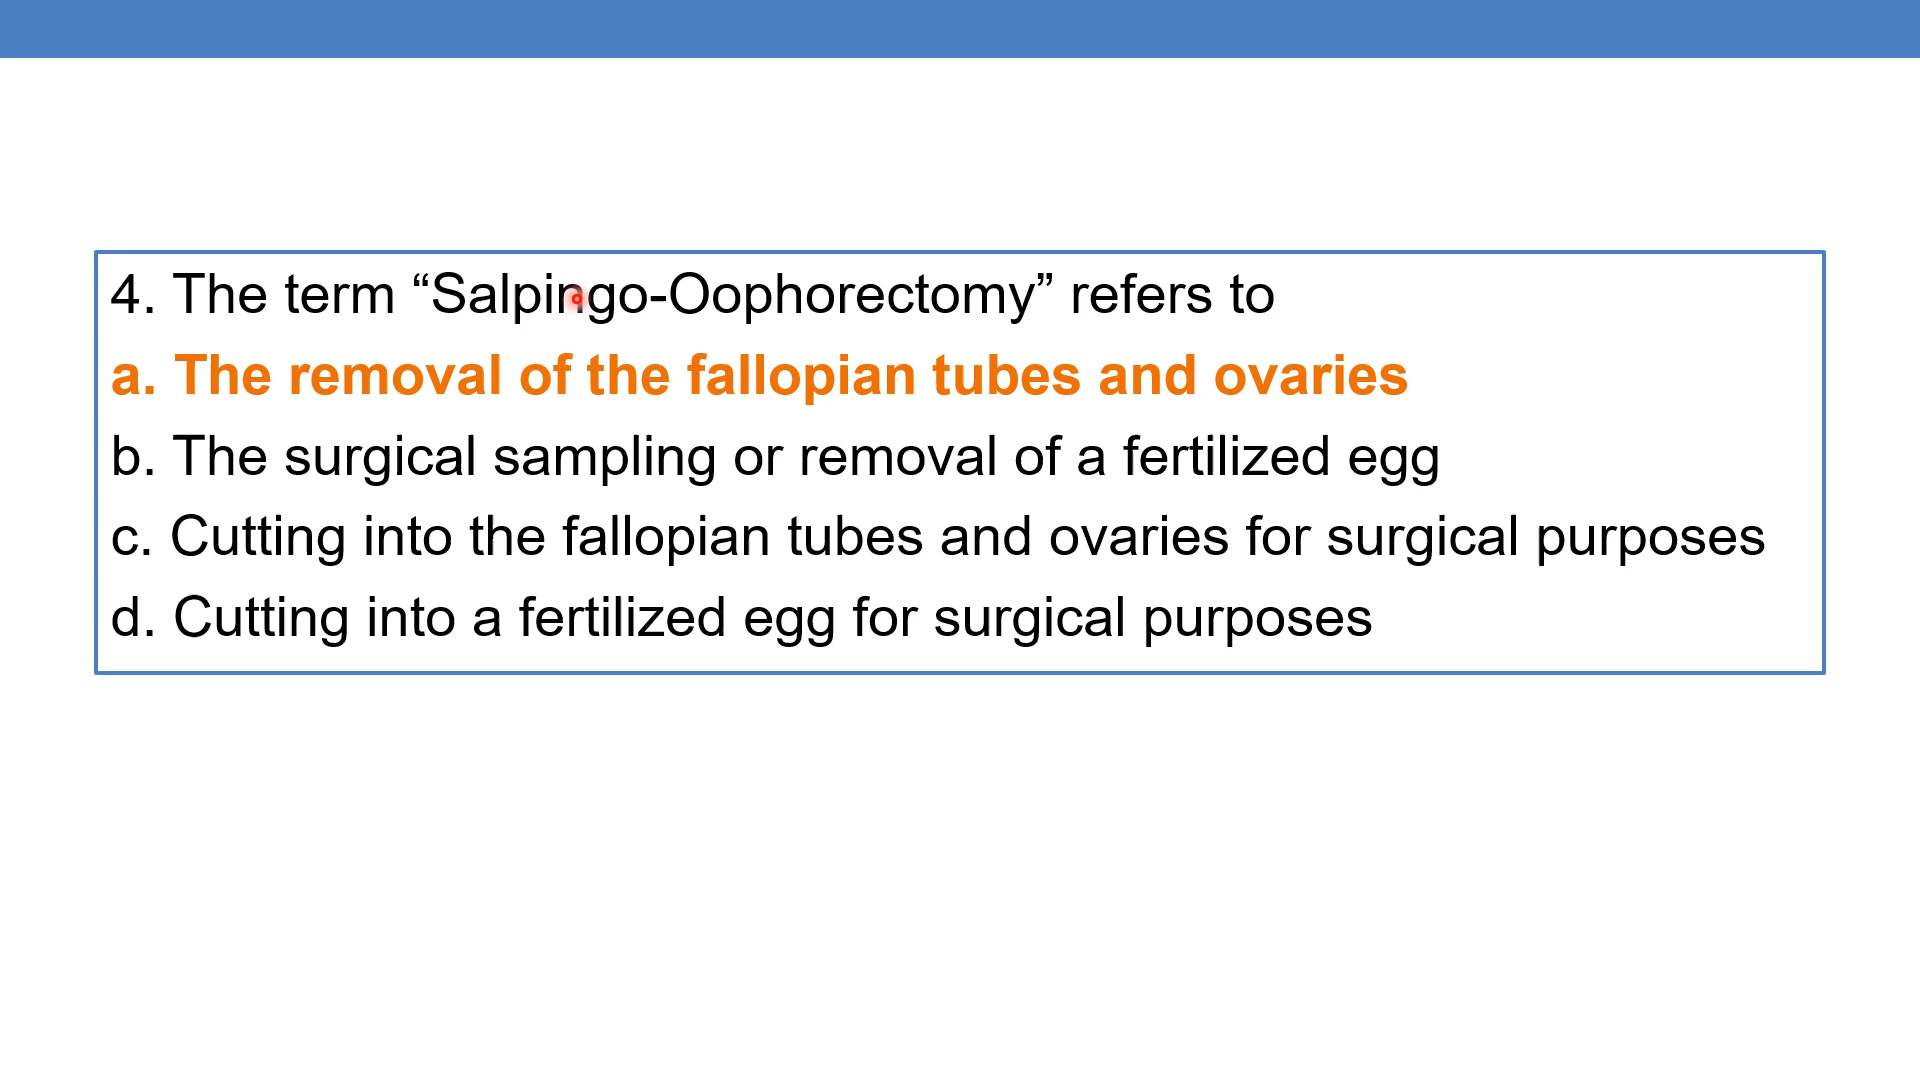 4. The term “Salpingo-Oophorectomy” refers to
a. The removal of the fallopian tubes and ovaries
b. The surgical sampling or removal of a fertilized egg
c. Cutting into the fallopian tubes and ovaries for surgical purposes
d. Cutting into a fertilized egg for surgical purposes